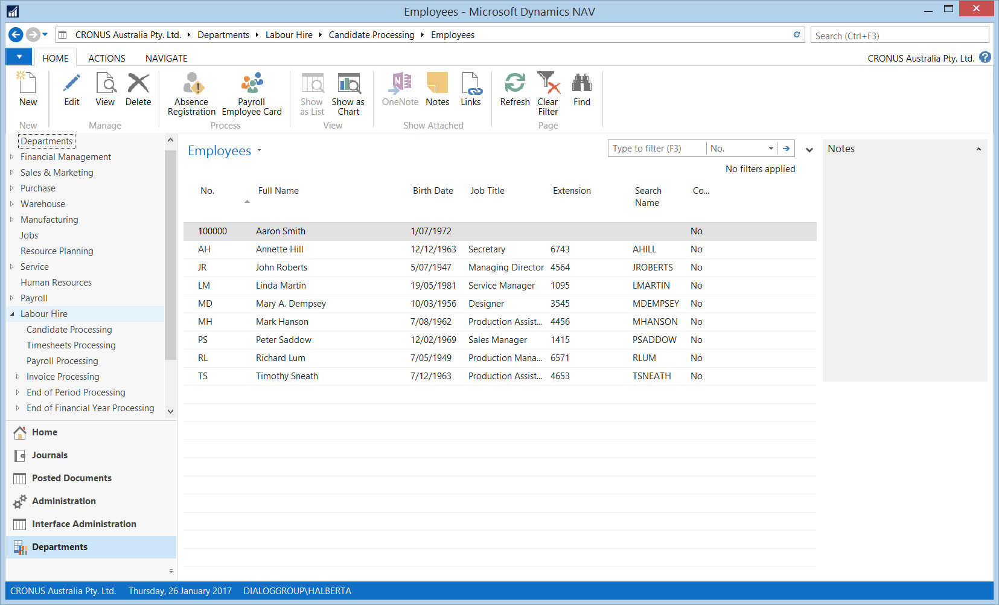 Employees - Microsoft Dynamics NAV
CRONUS Australia Pty. Ltd. Departments Labour Hire Candidate Processing Employees
Search (Ctrl+F3)
HOME ACTIONS NAVIGATE
CRONUS Australia Pty. Ltd. ?
New Edit View Delete Absence Registration Payroll Employee Card Show as List Show as Chart OneNote Notes Links Refresh Clear Filter Find
New Manage Process View Show Attached Page
Departments
Financial Management
Sales & Marketing
Purchase
Warehouse
Manufacturing
Jobs
Resource Planning
Service
Human Resources
Payroll
Labour Hire
Candidate Processing
Timesheets Processing
Payroll Processing
Invoice Processing
End of Period Processing
End of Financial Year Processing
Home
Journals
Posted Documents
Administration
Interface Administration
Departments
Employees
Type to filter (F3) No.
No filters applied
No. Full Name Birth Date Job Title Extension Search Name Co...
100000 Aaron Smith 1/07/1972 No
AH Annette Hill 12/12/1963 Secretary 6743 AHILL No
JR John Roberts 5/07/1947 Managing Director 4564 JROBERTS No
LM Linda Martin 19/05/1981 Service Manager 1095 LMARTIN No
MD Mary A. Dempsey 10/03/1956 Designer 3545 MDEMPSEY No
MH Mark Hanson 7/08/1962 Production Assist... 4456 MHANSON No
PS Peter Saddow 12/02/1969 Sales Manager 1415 PSADDOW No
RL Richard Lum 7/05/1949 Production Mana... 6571 RLUM No
TS Timothy Sneath 7/12/1963 Production Assist... 4653 TSNEATH No
Notes
CRONUS Australia Pty. Ltd. Thursday, 26 January 2017 DIALOGGROUP\HALBERTA